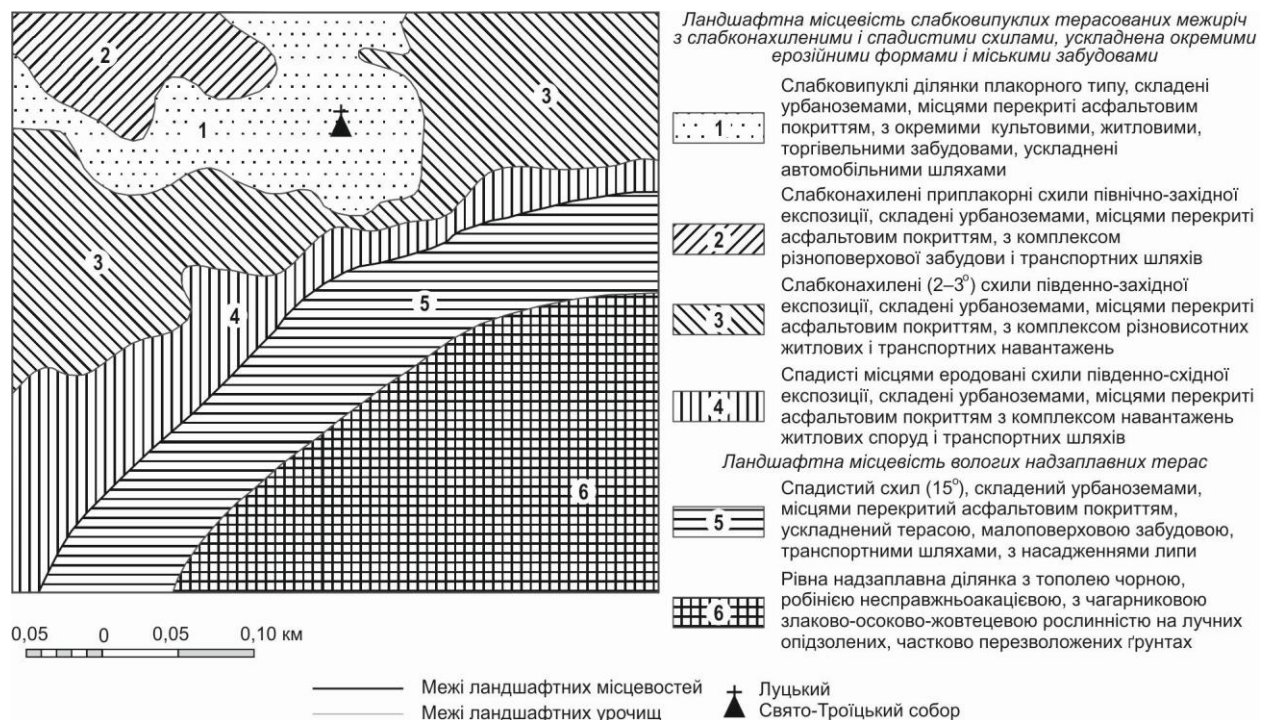 Ландшафтна місцевість слабковипуклих терасованих межиріч
з слабконахиленими і спадистими схилами, ускладнена окремими
ерозійними формами і міськими забудовами
1
Слабковипуклі ділянки плакорного типу, складені
урбаноземами, місцями перекриті асфальтовим
покриттям, з окремими культовими, житловими,
торгівельними забудовами, ускладнені
автомобільними шляхами
2
Слабконахилені приплакорні схили північно-західної
експозиції, складені урбаноземами, місцями перекриті
асфальтовим покриттям, з комплексом
різноповерхової забудови і транспортних шляхів
3
Слабконахилені (2–3°) схили південно-західної
експозиції, складені урбаноземами, місцями перекриті
асфальтовим покриттям, з комплексом різновисотних
житлових і транспортних навантажень
4
Спадисті місцями еродовані схили південно-східної
експозиції, складені урбаноземами, місцями перекриті
асфальтовим покриттям з комплексом навантажень
житлових споруд і транспортних шляхів
Ландшафтна місцевість вологих надзаплавних терас
5
Спадистий схил (15°), складений урбаноземами,
місцями перекритий асфальтовим покриттям,
ускладнений терасою, малоповерховою забудовою,
транспортними шляхами, з насадженнями липи
6
Рівна надзаплавна ділянка з тополею чорною,
робінією несправжньоакацієвою, з чагарниковою
злаково-осоково-жовтецевою рослинністю на лучних
опідзолених, частково перезволожених ґрунтах
2
3
1
3
4
5
6
0,05 0 0,05 0,10 км
Межі ландшафтних місцевостей
Межі ландшафтних урочищ
Луцький
Свято-Троїцький собор